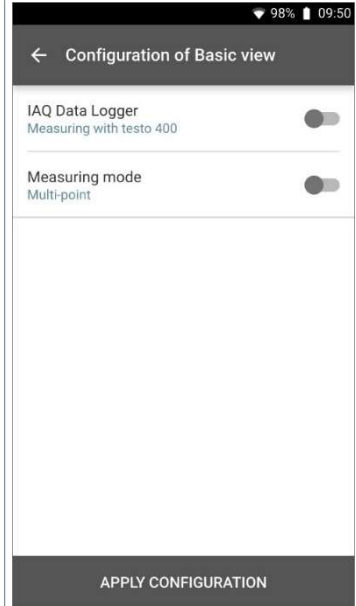 98% 09:50
← Configuration of Basic view
IAQ Data Logger
Measuring with testo 400
Measuring mode
Multi-point
APPLY CONFIGURATION